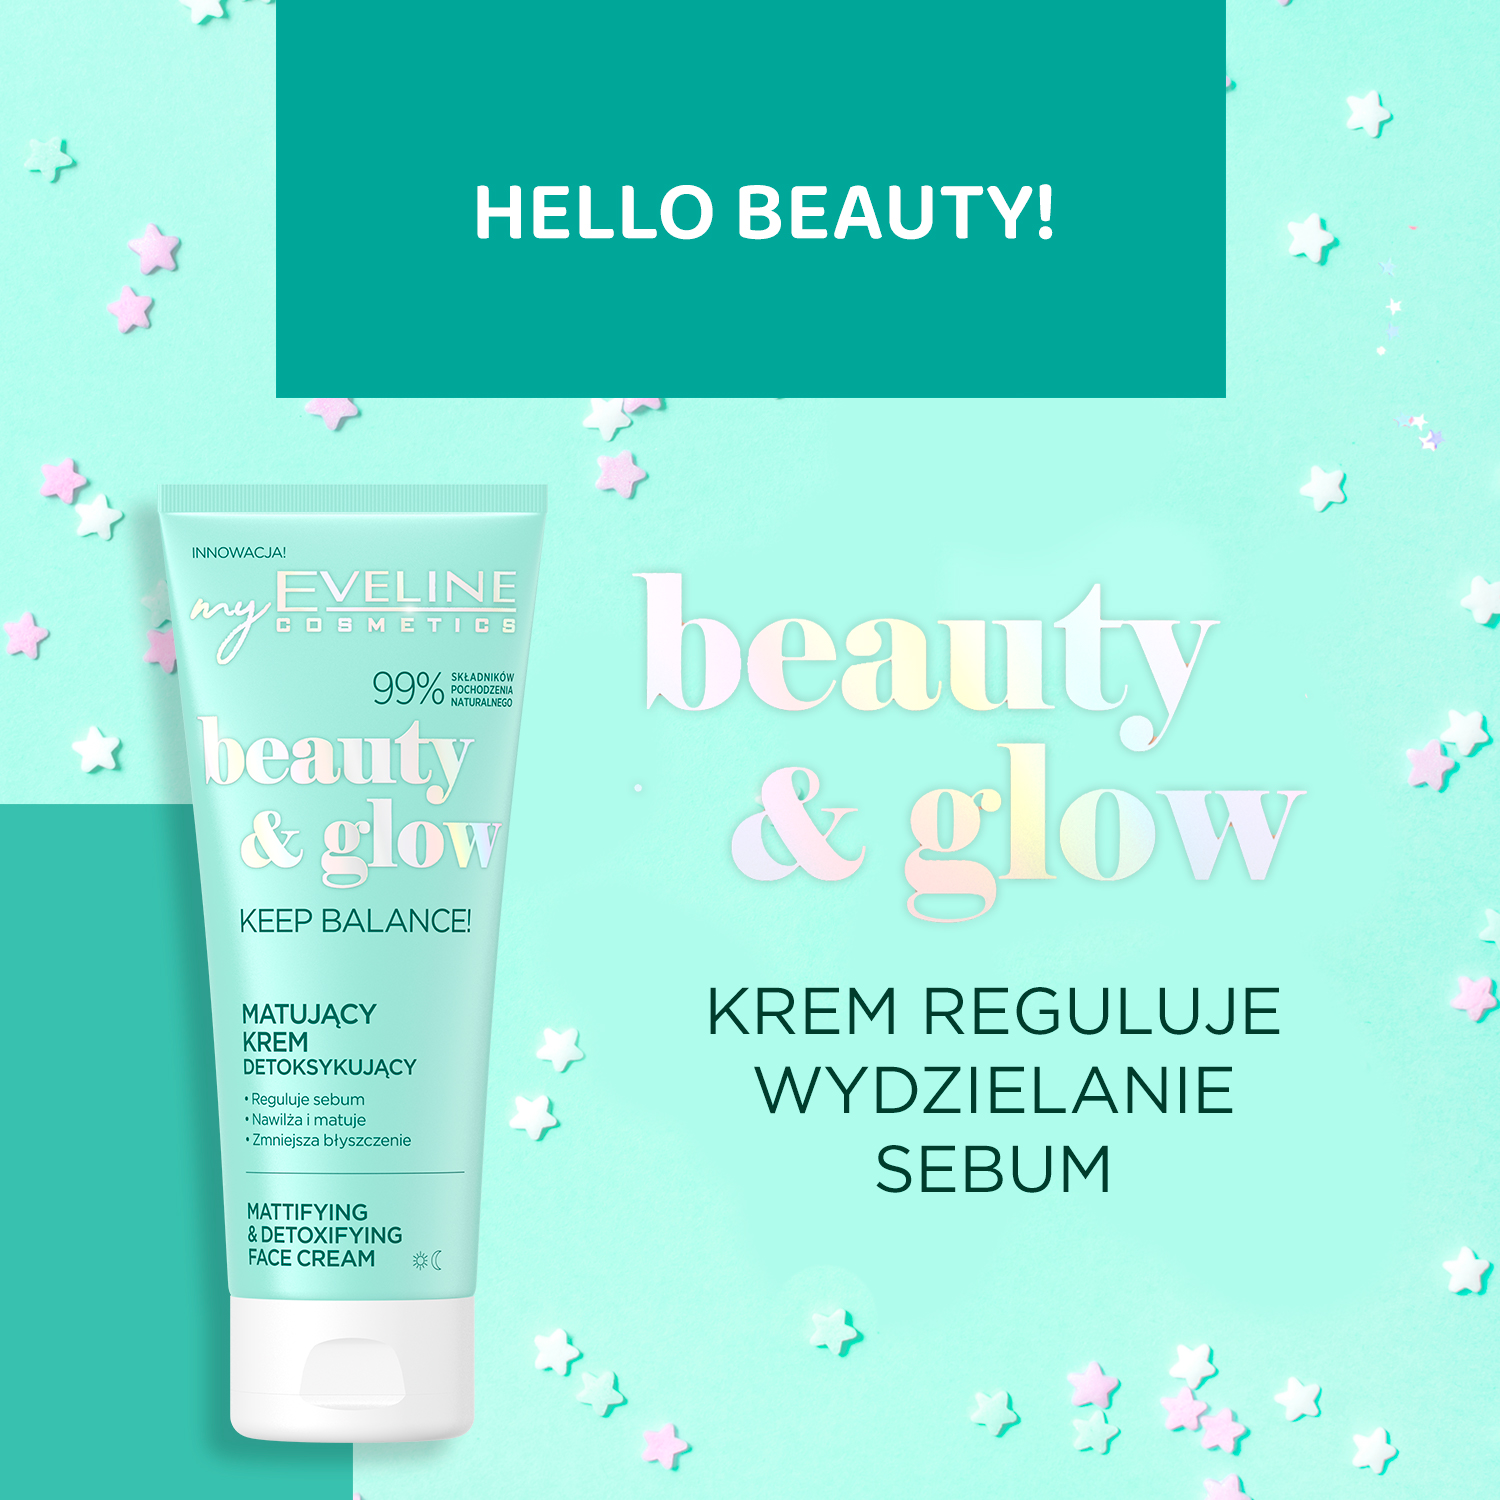 HELLO BEAUTY!
INNOWACJA!
my EVELINE
COSMETICS
99% SKŁADNIKÓW
POCHODZENIA
NATURALNEGO
beauty
& glow
KEEP BALANCE!
MATUJĄCY
KREM
DETOKSYKUJĄCY
• Reguluje sebum
• Nawilża i matuje
• Zmniejsza błyszczenie
MATTIFYING
& DETOXIFYING
FACE CREAM
beauty
& glow
KREM REGULUJE
WYDZIELANIE
SEBUM